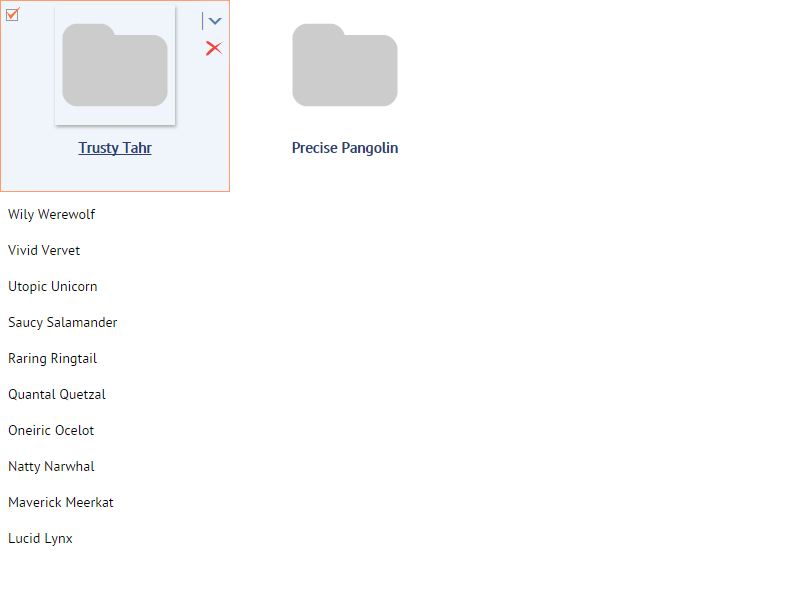 Trusty Tahr
Precise Pangolin
Wily Werewolf
Vivid Vervet
Utopic Unicorn
Saucy Salamander
Raring Ringtail
Quantal Quetzal
Oneiric Ocelot
Natty Narwhal
Maverick Meerkat
Lucid Lynx